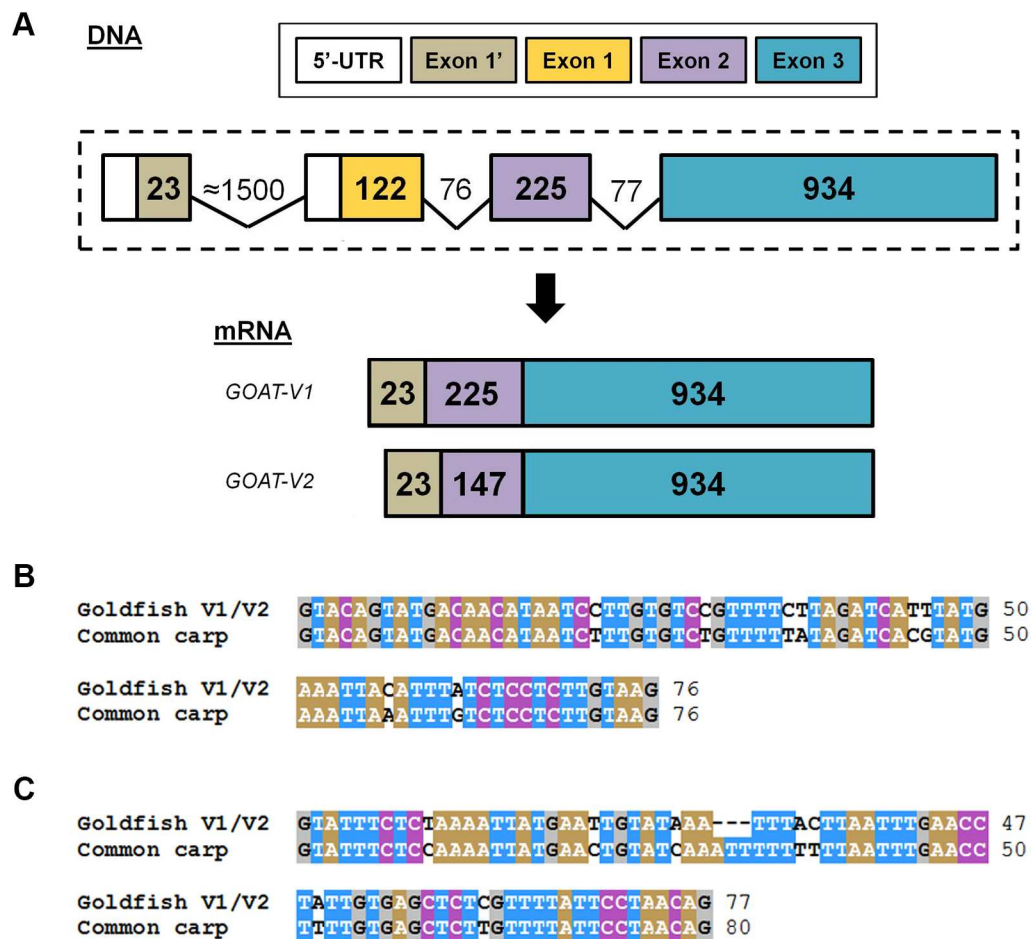 A
DNA
5'-UTR Exon 1' Exon 1 Exon 2 Exon 3
23 ≈1500 122 76 225 77 934
mRNA
GOAT-V1 23 225 934
GOAT-V2 23 147 934
B
Goldfish V1/V2 GTACAGTATGACAACATAATCCTTGTGTCCGTTTTCTTAGATCATTTATG 50
Common carp GTACAGTATGACAACATAATCTTTGTGTCTGTTTTTATAGATCACGTATG 50
Goldfish V1/V2 AAATTACATTTATCTCCTCTTGTAAG 76
Common carp AAATTAAATTTGTCTCCTCTTGTAAG 76
C
Goldfish V1/V2 GTATTTCTCTAAAATTATGAATTGTATAAA---TTTACTTAATTTGAACC 47
Common carp GTATTTCTCCAAAATTATGAACTGTATCAAATTTTTTTTTAATTTGAACC 50
Goldfish V1/V2 TATTGTGAGCTCTCGTTTTATTCCTAACAG 77
Common carp TTTTGTGAGCTCTTGTTTTATTCCTAACAG 80